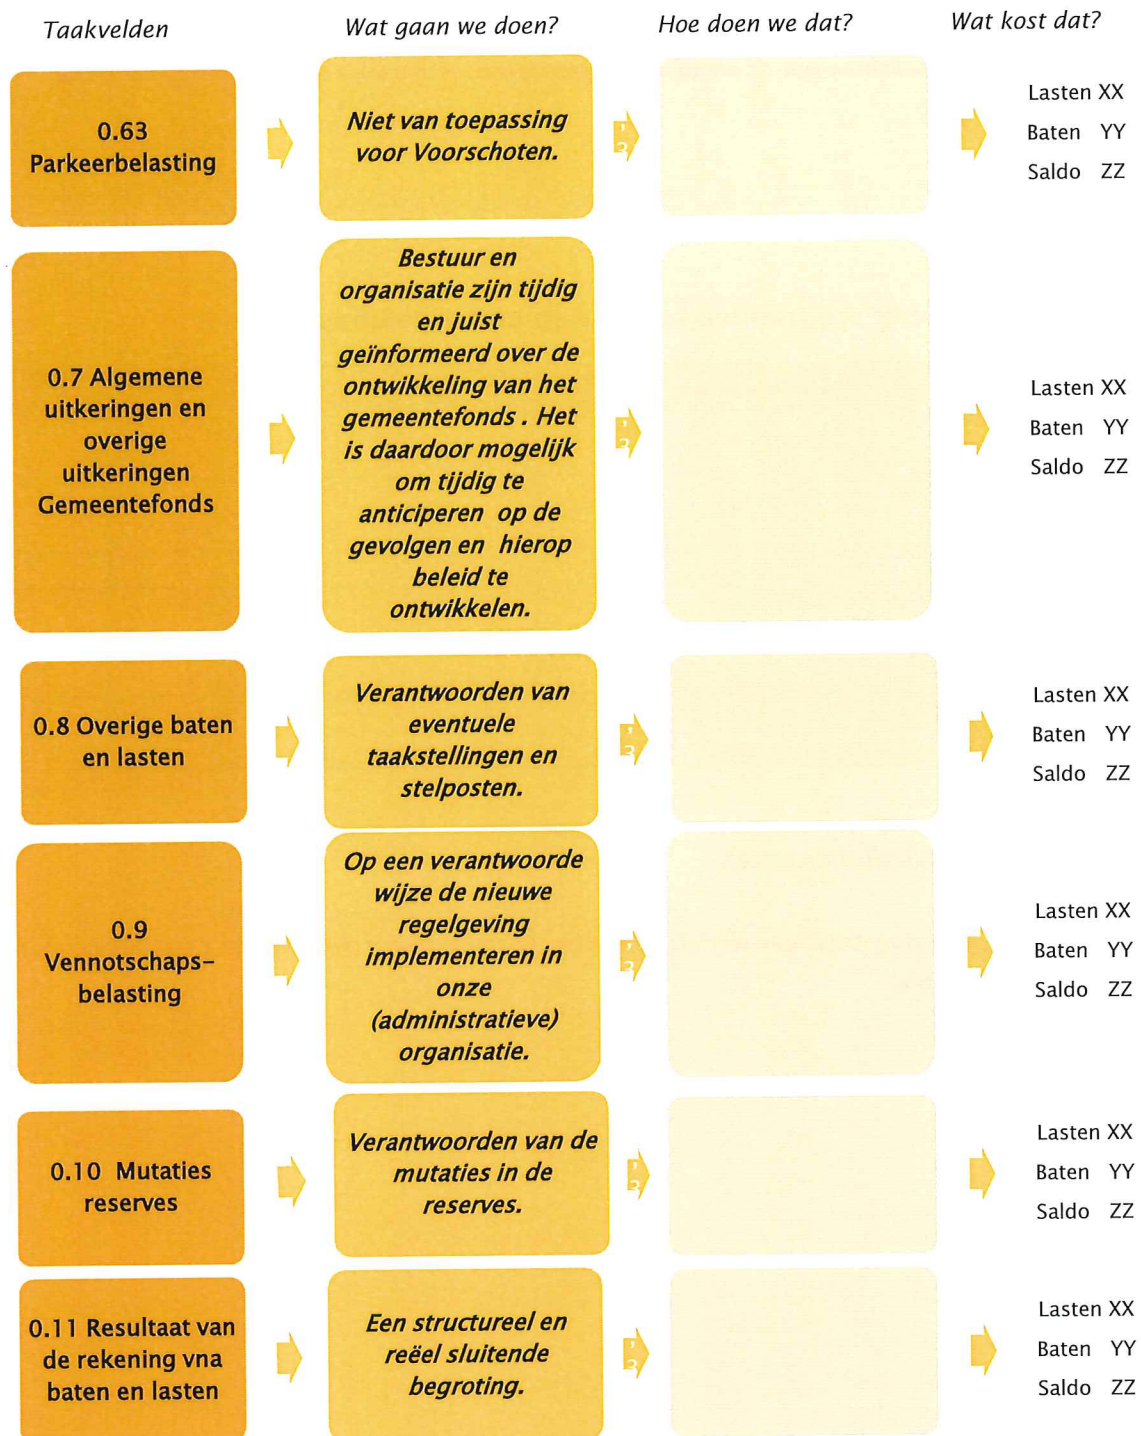 Taakvelden
Wat gaan we doen?
Hoe doen we dat?
Wat kost dat?
0.63
Parkeerbelasting
Niet van toepassing
voor Voorschoten.
Lasten XX
Baten YY
Saldo ZZ
0.7 Algemene
uitkeringen en
overige
uitkeringen
Gemeentefonds
Bestuur en
organisatie zijn tijdig
en juist
geïnformeerd over de
ontwikkeling van het
gemeentefonds . Het
is daardoor mogelijk
om tijdig te
anticiperen op de
gevolgen en hierop
beleid te
ontwikkelen.
Lasten XX
Baten YY
Saldo ZZ
0.8 Overige baten
en lasten
Verantwoorden van
eventuele
taakstellingen en
stelposten.
Lasten XX
Baten YY
Saldo ZZ
0.9
Vennotschaps-
belasting
Op een verantwoorde
wijze de nieuwe
regelgeving
implementeren in
onze
(administratieve)
organisatie.
Lasten XX
Baten YY
Saldo ZZ
0.10 Mutaties
reserves
Verantwoorden van de
mutaties in de
reserves.
Lasten XX
Baten YY
Saldo ZZ
0.11 Resultaat van
de rekening vna
baten en lasten
Een structureel en
reëel sluitende
begroting.
Lasten XX
Baten YY
Saldo ZZ